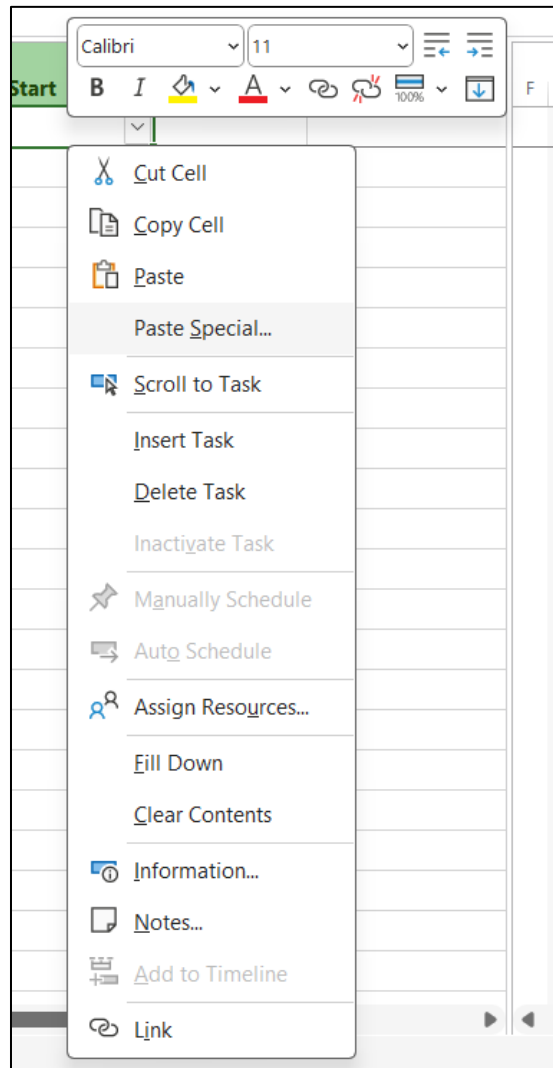 Calibri 11
Start B I A 100% F
Cut Cell
Copy Cell
Paste
Paste Special...
Scroll to Task
Insert Task
Delete Task
Inactivate Task
Manually Schedule
Auto Schedule
Assign Resources...
Fill Down
Clear Contents
Information...
Notes...
Add to Timeline
Link